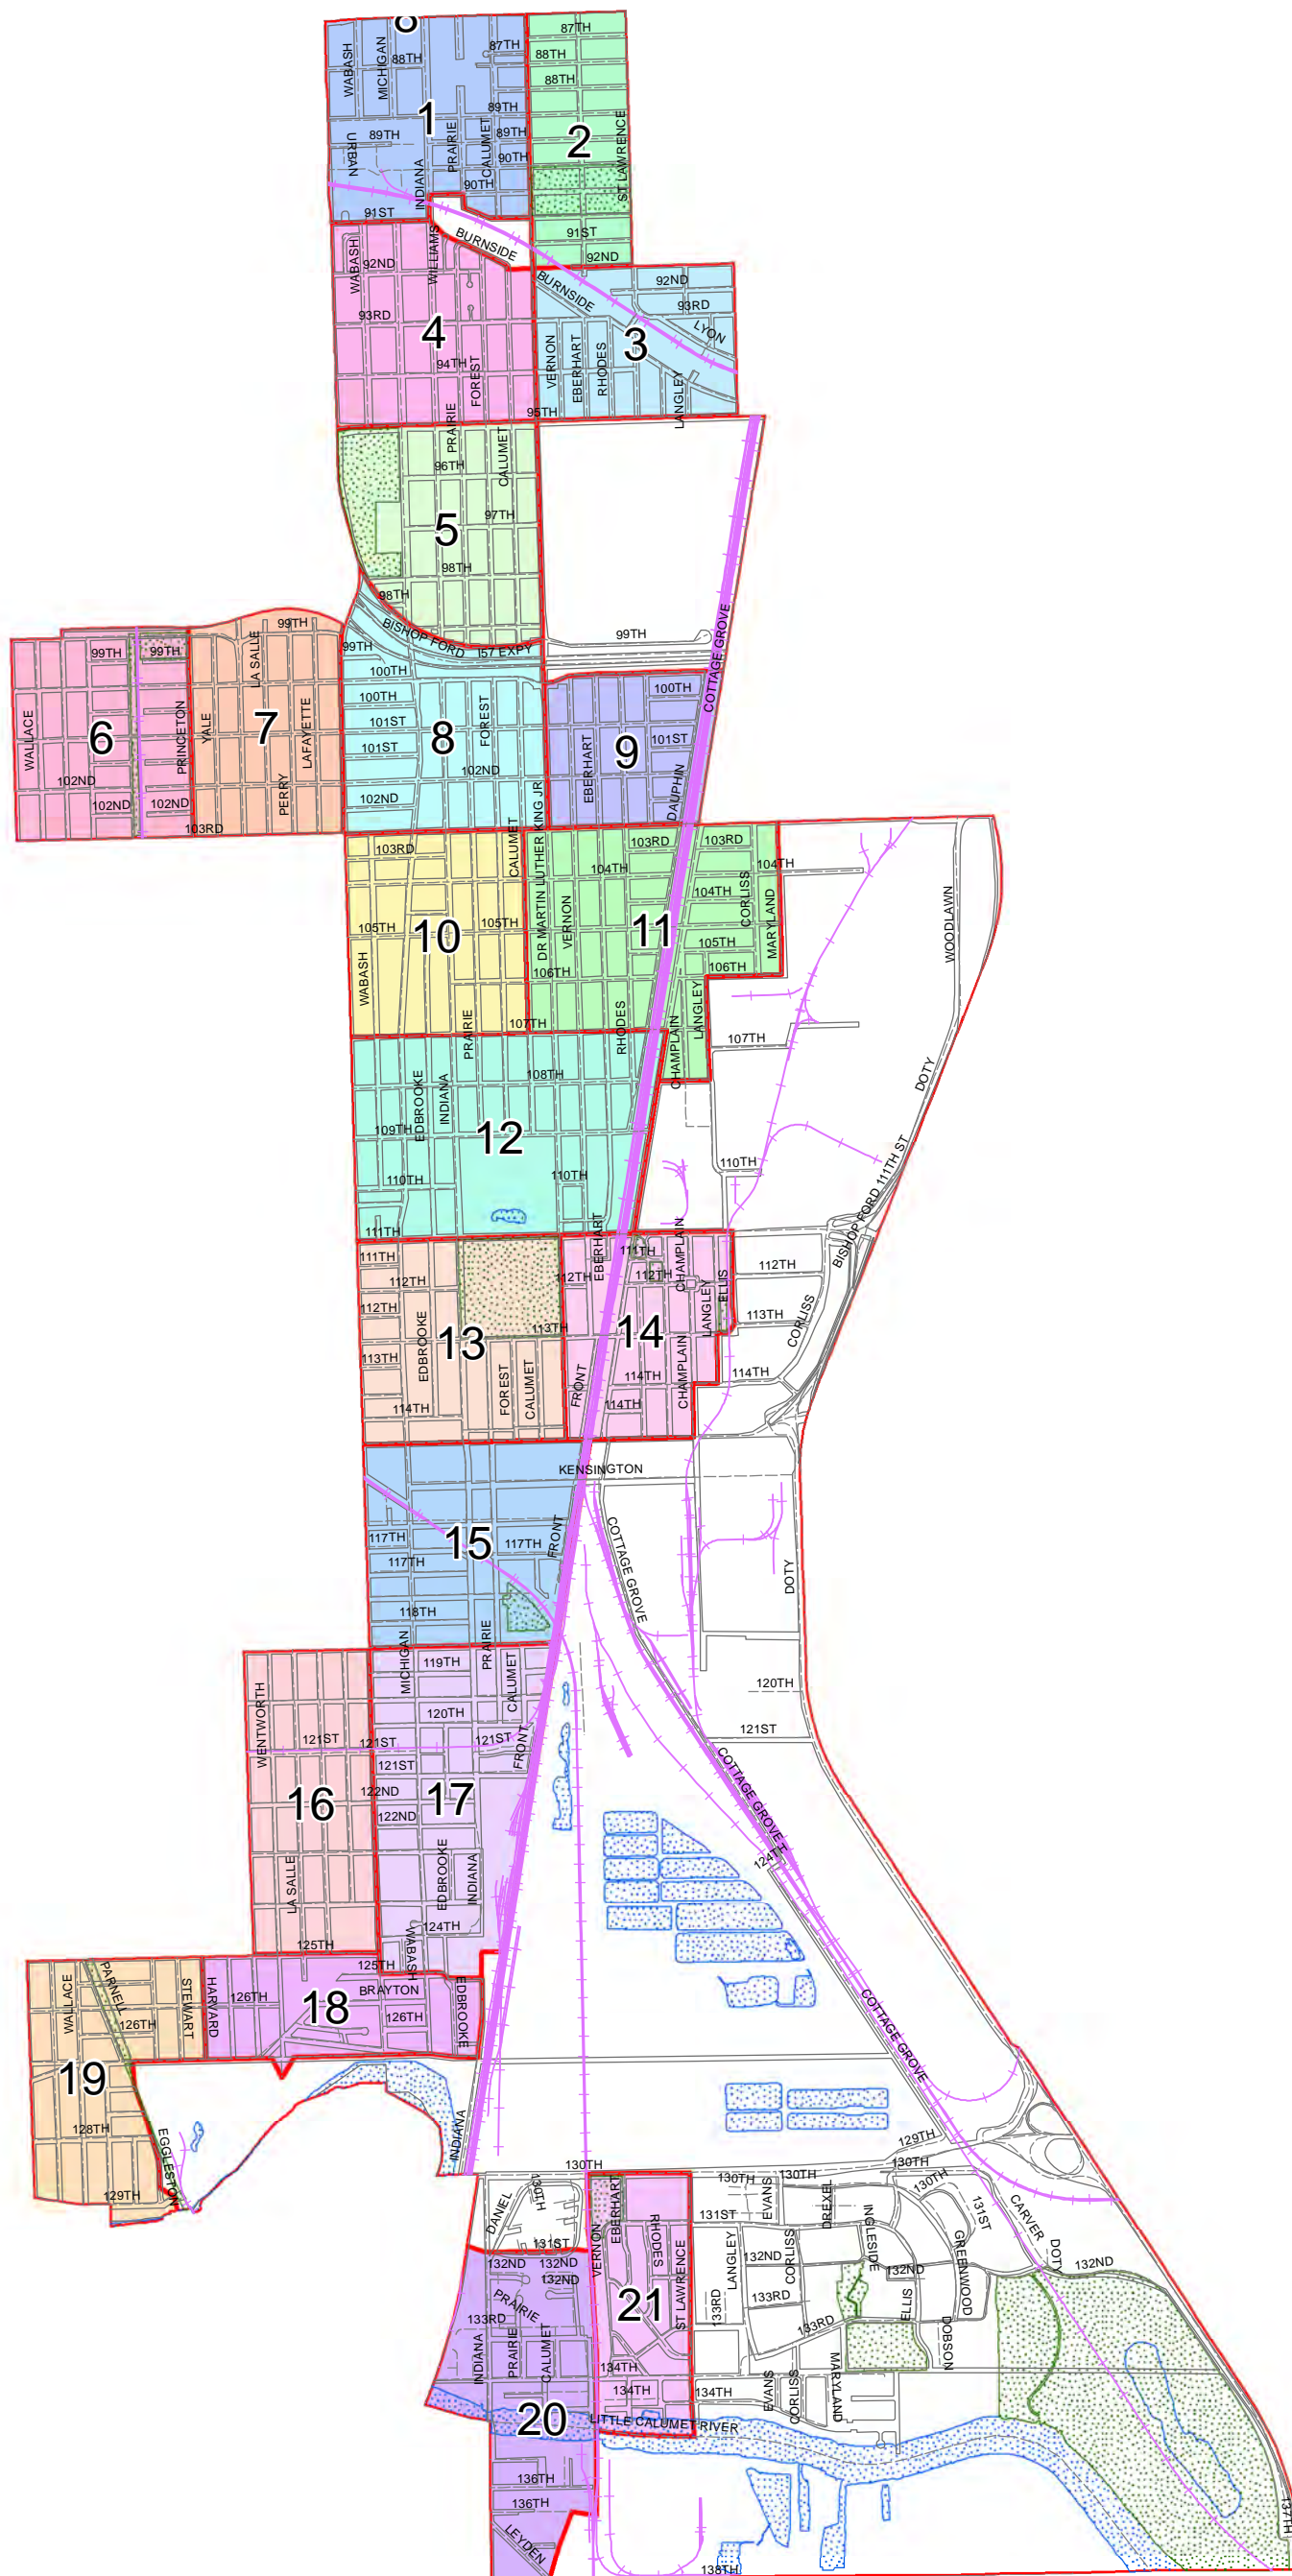 8
87TH
WABASH
MICHIGAN
88TH
87TH
88TH
88TH
1
89TH
89TH
URBAN
PRAIRIE
CALUMET
89TH
90TH
2
ST LAWRENCE
INDIANA
90TH
91ST
91ST
BURNSIDE
92ND
WABASH
92ND
WILLIAMS
BURNSIDE
92ND
93RD
93RD
LYON
4
3
94TH
FOREST
VERNON
EBERHART
RHODES
LANGLEY
PRAIRIE
95TH
CALUMET
96TH
5
97TH
98TH
98TH
BISHOP FORD
I57 EXPY
99TH
COTTAGE GROVE
99TH
99TH
99TH
LA SALLE
99TH
100TH
100TH
100TH
FOREST
WALLACE
6
PRINCETON
YALE
7
LAFAYETTE
101ST
101ST
8
EBERHART
9
101ST
DAUPHIN
102ND
102ND
102ND
PERRY
102ND
102ND
103RD
DR MARTIN LUTHER KING JR
103RD
CALUMET
103RD
103RD
104TH
104TH
104TH
CORLISS
MARYLAND
WOODLAWN
105TH
10
105TH
VERNON
11
105TH
WABASH
106TH
106TH
LANGLEY
PRAIRIE
107TH
RHODES
CHAMPLAIN
107TH
EDBROOKE
INDIANA
108TH
DOTY
109TH
12
110TH
110TH
110TH
BISHOP FORD
111TH ST
111TH
EBERHART
111TH
CHAMPLAIN
111TH
112TH
112TH
112TH
LANGLEY
ELLIS
112TH
112TH
EDBROOKE
13
113TH
14
113TH
CORLISS
113TH
FOREST
CALUMET
FRONT
114TH
CHAMPLAIN
114TH
114TH
114TH
KENSINGTON
15
117TH
117TH
117TH
FRONT
COTTAGE GROVE
DOTY
118TH
MICHIGAN
PRAIRIE
119TH
CALUMET
WENTWORTH
120TH
120TH
121ST
121ST
121ST
121ST
FRONT
121ST
COTTAGE GROVE T
122ND
16
17
122ND
124TH
LA SALLE
EDBROOKE
INDIANA
124TH
WABASH
125TH
125TH
PARNELL
WALLACE
STEWART
HARVARD
126TH
18
BRAYTON
EDBROOKE
126TH
126TH
COTTAGE GROVE
19
128TH
EGGLESTON
INDIANA
129TH
129TH
130TH
130TH
130TH
130TH
130TH
130TH
DANIEL
EBERHART
EVANS
DREXEL
131ST
131ST
VERNON
RHODES
131ST
INGLESIDE
CARVER
DOTY
132ND
132ND
132ND
132ND
132ND
132ND
ST LAWRENCE
LANGLEY
CORLISS
GREENWOOD
PRAIRIE
133RD
21
133RD
133RD
133RD
ELLIS
DOBSON
INDIANA
PRAIRIE
CALUMET
134TH
134TH
134TH
EVANS
CORLISS
MARYLAND
20
LITTLE CALUMET RIVER
136TH
136TH
LEYDEN
137TH
138TH